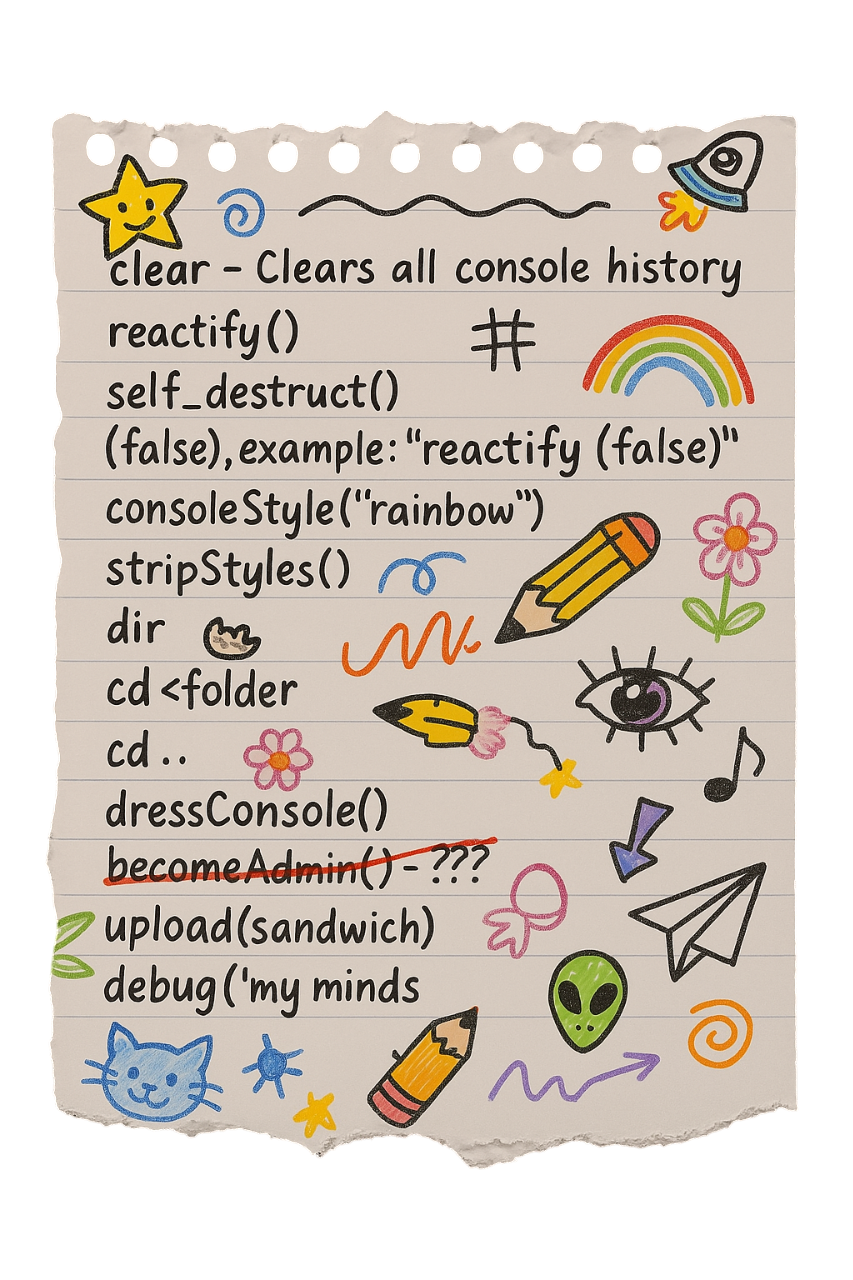 clear - Clears all console history
reactify()
#
self_destruct()
(false), example: "reactify (false)"
consoleStyle("rainbow")
stripStyles()
dir
cd <folder
cd ..
dressConsole()
becomeAdmin() - ???
upload(sandwich)
debug('my minds